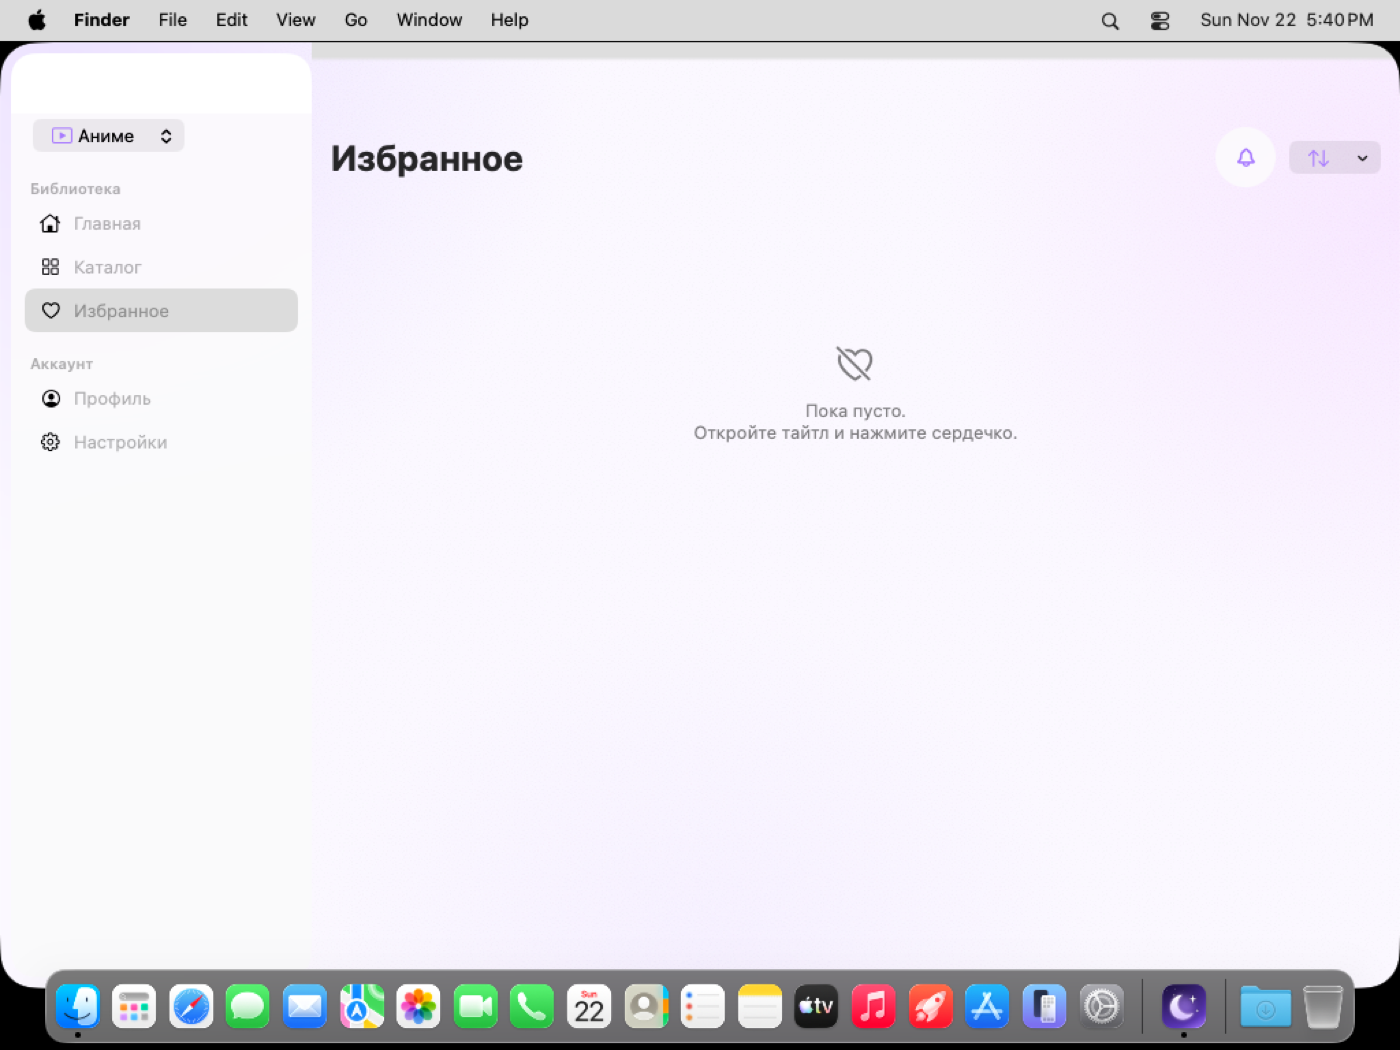 Finder File Edit View Go Window Help Sun Nov 22 5:40 PM
Аниме
Избранное
Библиотека
Главная
Каталог
Избранное
Аккаунт
Профиль
Настройки
Пока пусто.
Откройте тайтл и нажмите сердечко.
Sun
22
tv